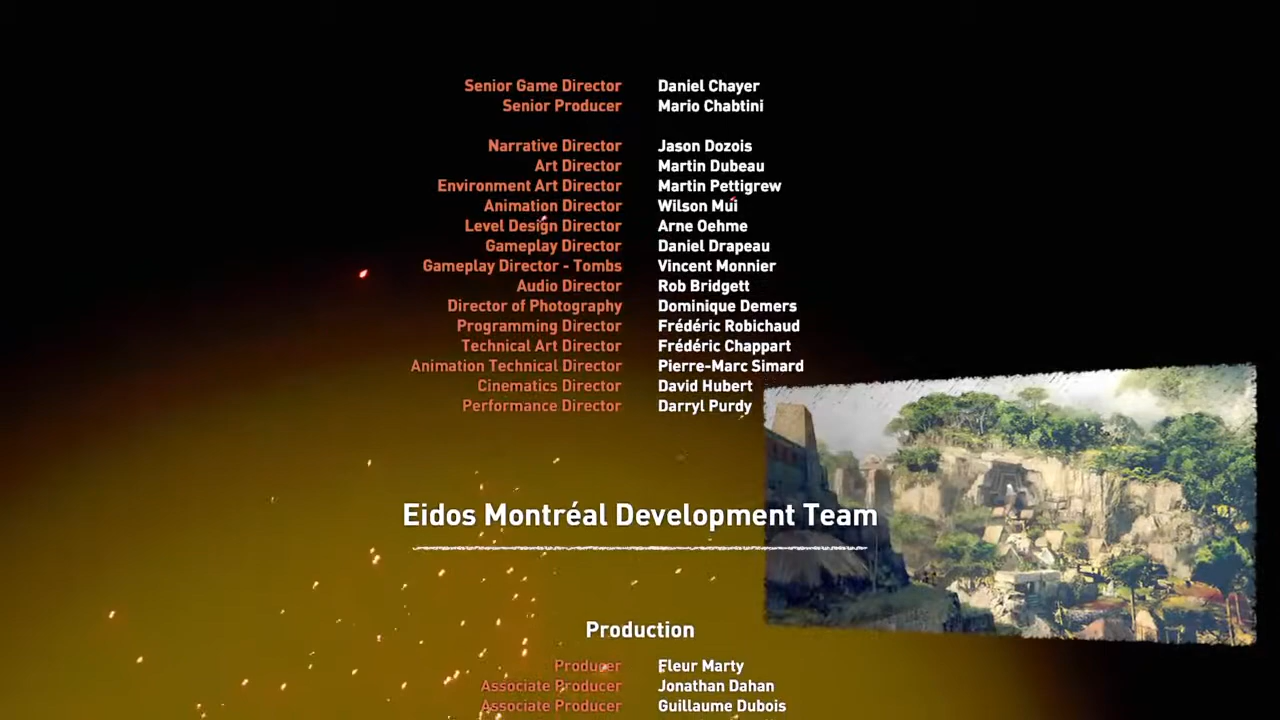 Senior Game Director Daniel Chayer
Senior Producer Mario Chabtini
Narrative Director Jason Dozois
Art Director Martin Dubeau
Environment Art Director Martin Pettigrew
Animation Director Wilson Mui
Level Design Director Arne Oehme
Gameplay Director Daniel Drapeau
Gameplay Director - Tombs Vincent Monnier
Audio Director Rob Bridgett
Director of Photography Dominique Demers
Programming Director Frédéric Robichaud
Technical Art Director Frédéric Chappart
Animation Technical Director Pierre-Marc Simard
Cinematics Director David Hubert
Performance Director Darryl Purdy
Eidos Montréal Development Team
Production
Producer Fleur Marty
Associate Producer Jonathan Dahan
Associate Producer Guillaume Dubois